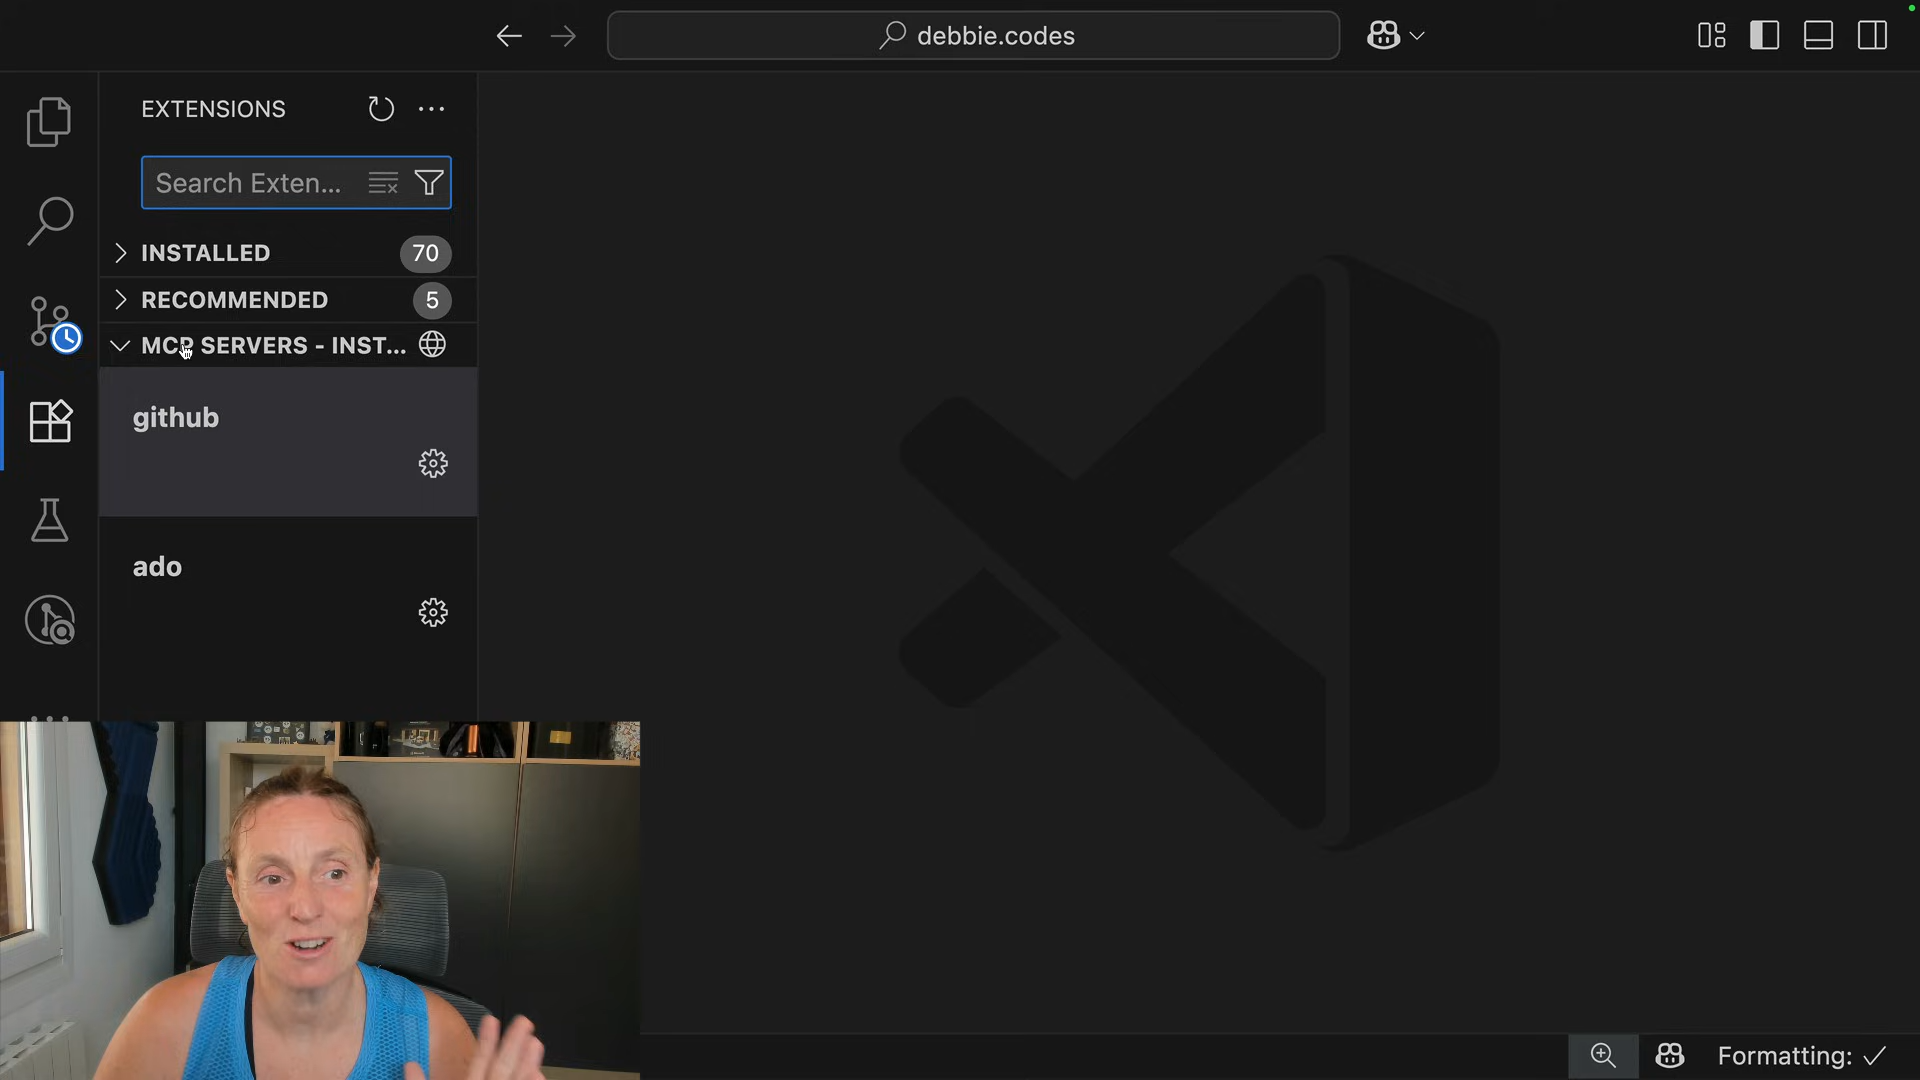 debbie.codes
EXTENSIONS
Search Exten...
INSTALLED 70
RECOMMENDED 5
MCP SERVERS - INST...
github
ado
Formatting: